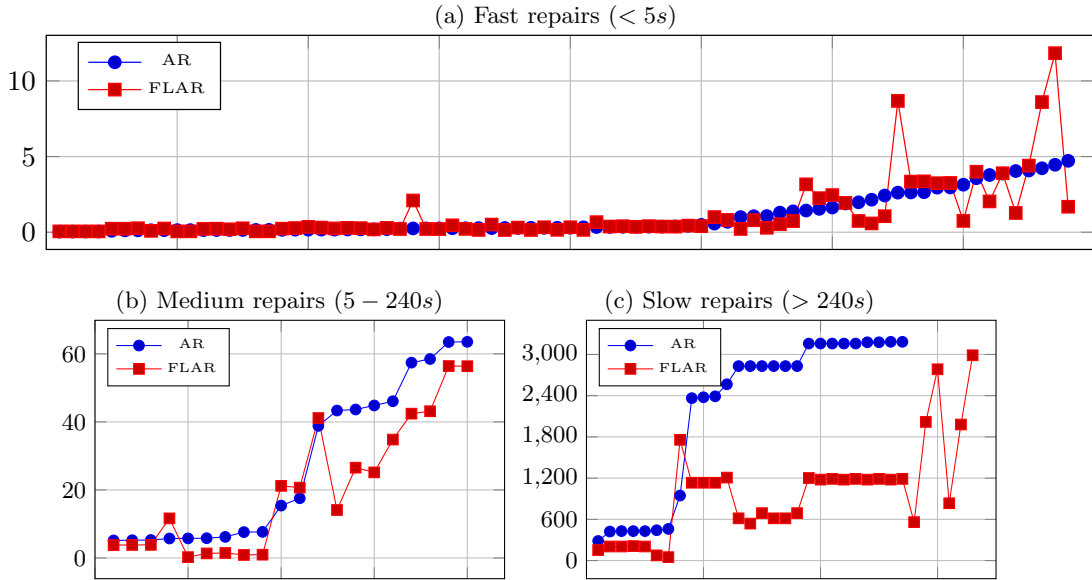 (a) Fast repairs (< 5s)
10
5
0
AR
FLAR
(b) Medium repairs (5 − 240s)
60
40
20
0
AR
FLAR
(c) Slow repairs (> 240s)
3,000
2,400
1,800
1,200
600
0
AR
FLAR